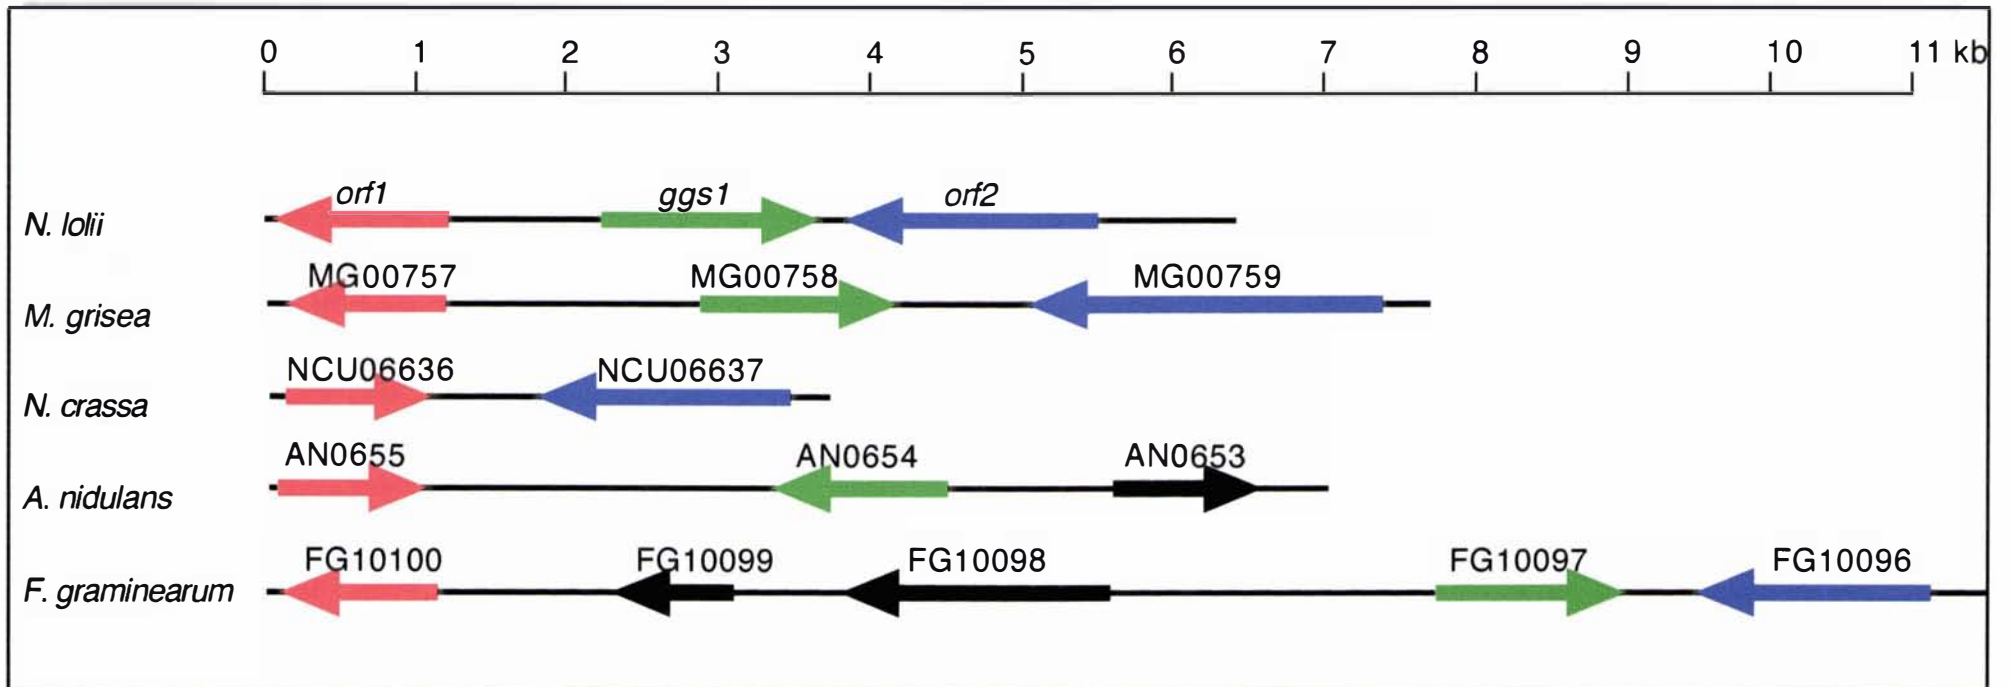 0 1 2 3 4 5 6 7 8 9 10 11 kb
orf1 ggs1 orf2
N. lolii
MG00757 MG00758 MG00759
M. grisea
NCU06636 NCU06637
N. crassa
AN0655 AN0654 AN0653
A. nidulans
FG10100 FG10099 FG10098 FG10097 FG10096
F. graminearum